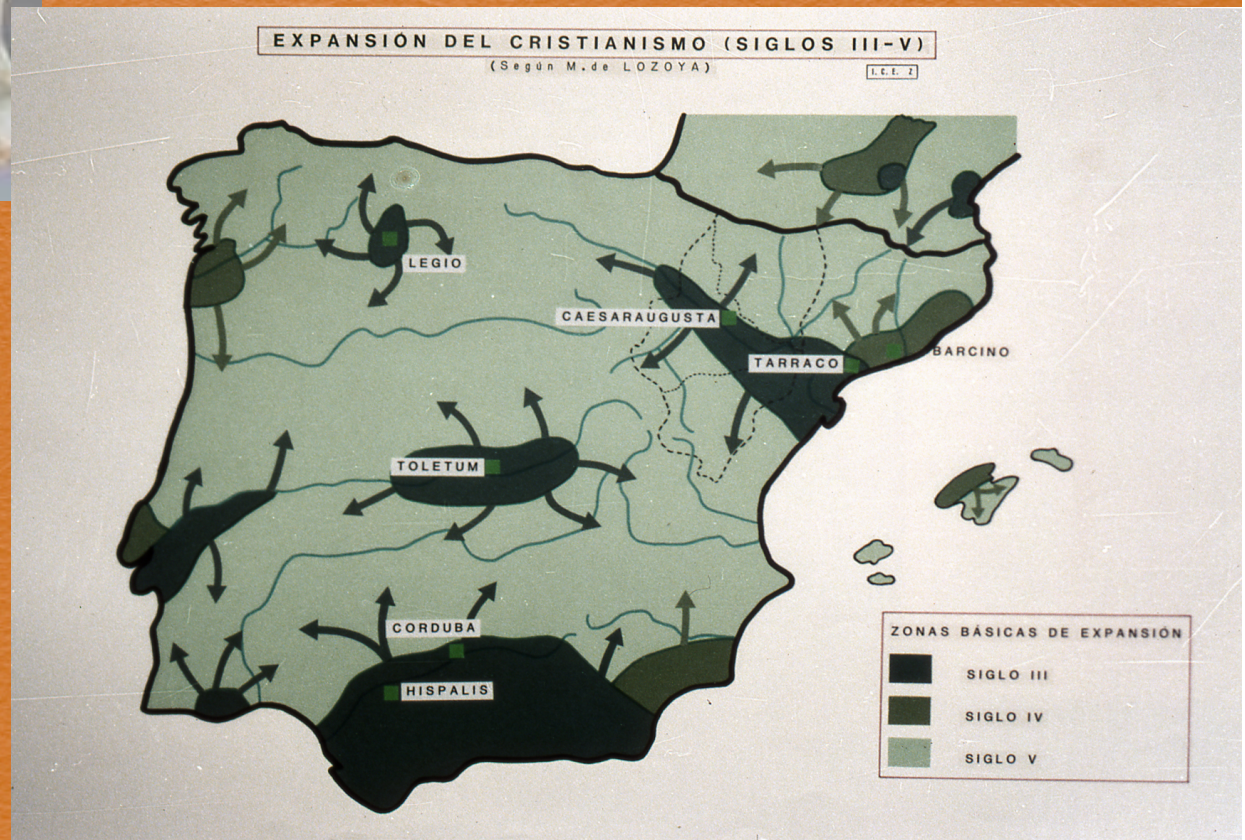 EXPANSIÓN DEL CRISTIANISMO (SIGLOS III-V)
(Según M. de LOZOYA)
I.C.E. Z
LEGIO
CAESARAUGUSTA
TARRACO
BARCINO
TOLETUM
CORDUBA
HISPALIS
ZONAS BÁSICAS DE EXPANSIÓN
SIGLO III
SIGLO IV
SIGLO V